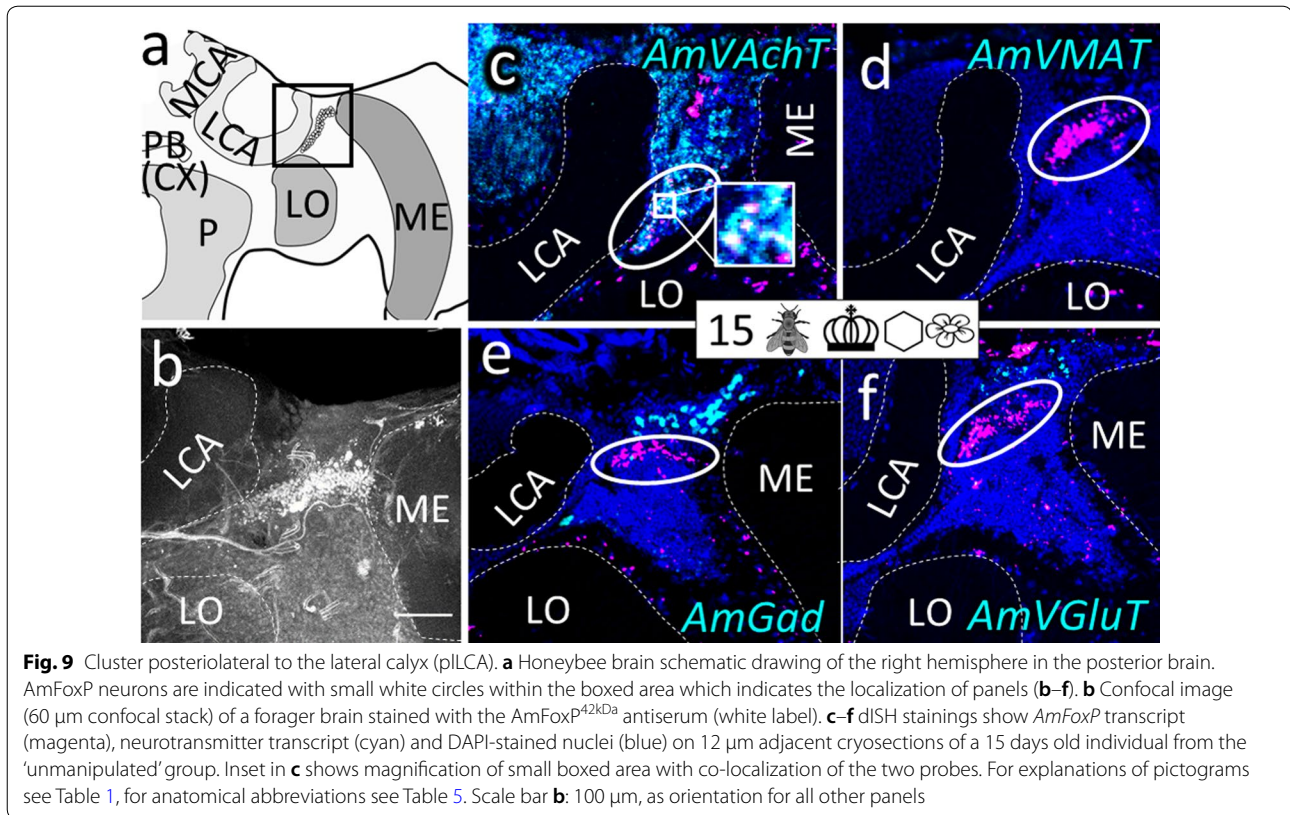 a
MCA
LCA
PB
(CX)
P
LO
ME
c
AmVAchT
ME
LCA
LO
d
AmVMAT
LCA
LO
15
b
LCA
ME
LO
e
LCA
ME
LO
AmGad
f
LCA
ME
LO
AmVGluT
Fig. 9 Cluster posteriolateral to the lateral calyx (plLCA). a Honeybee brain schematic drawing of the right hemisphere in the posterior brain.
AmFoxP neurons are indicated with small white circles within the boxed area which indicates the localization of panels (b–f). b Confocal image
(60 µm confocal stack) of a forager brain stained with the AmFoxP42kDa antiserum (white label). c–f dISH stainings show AmFoxP transcript
(magenta), neurotransmitter transcript (cyan) and DAPI-stained nuclei (blue) on 12 µm adjacent cryosections of a 15 days old individual from the
‘unmanipulated’ group. Inset in c shows magnification of small boxed area with co-localization of the two probes. For explanations of pictograms
see Table 1, for anatomical abbreviations see Table 5. Scale bar b: 100 µm, as orientation for all other panels